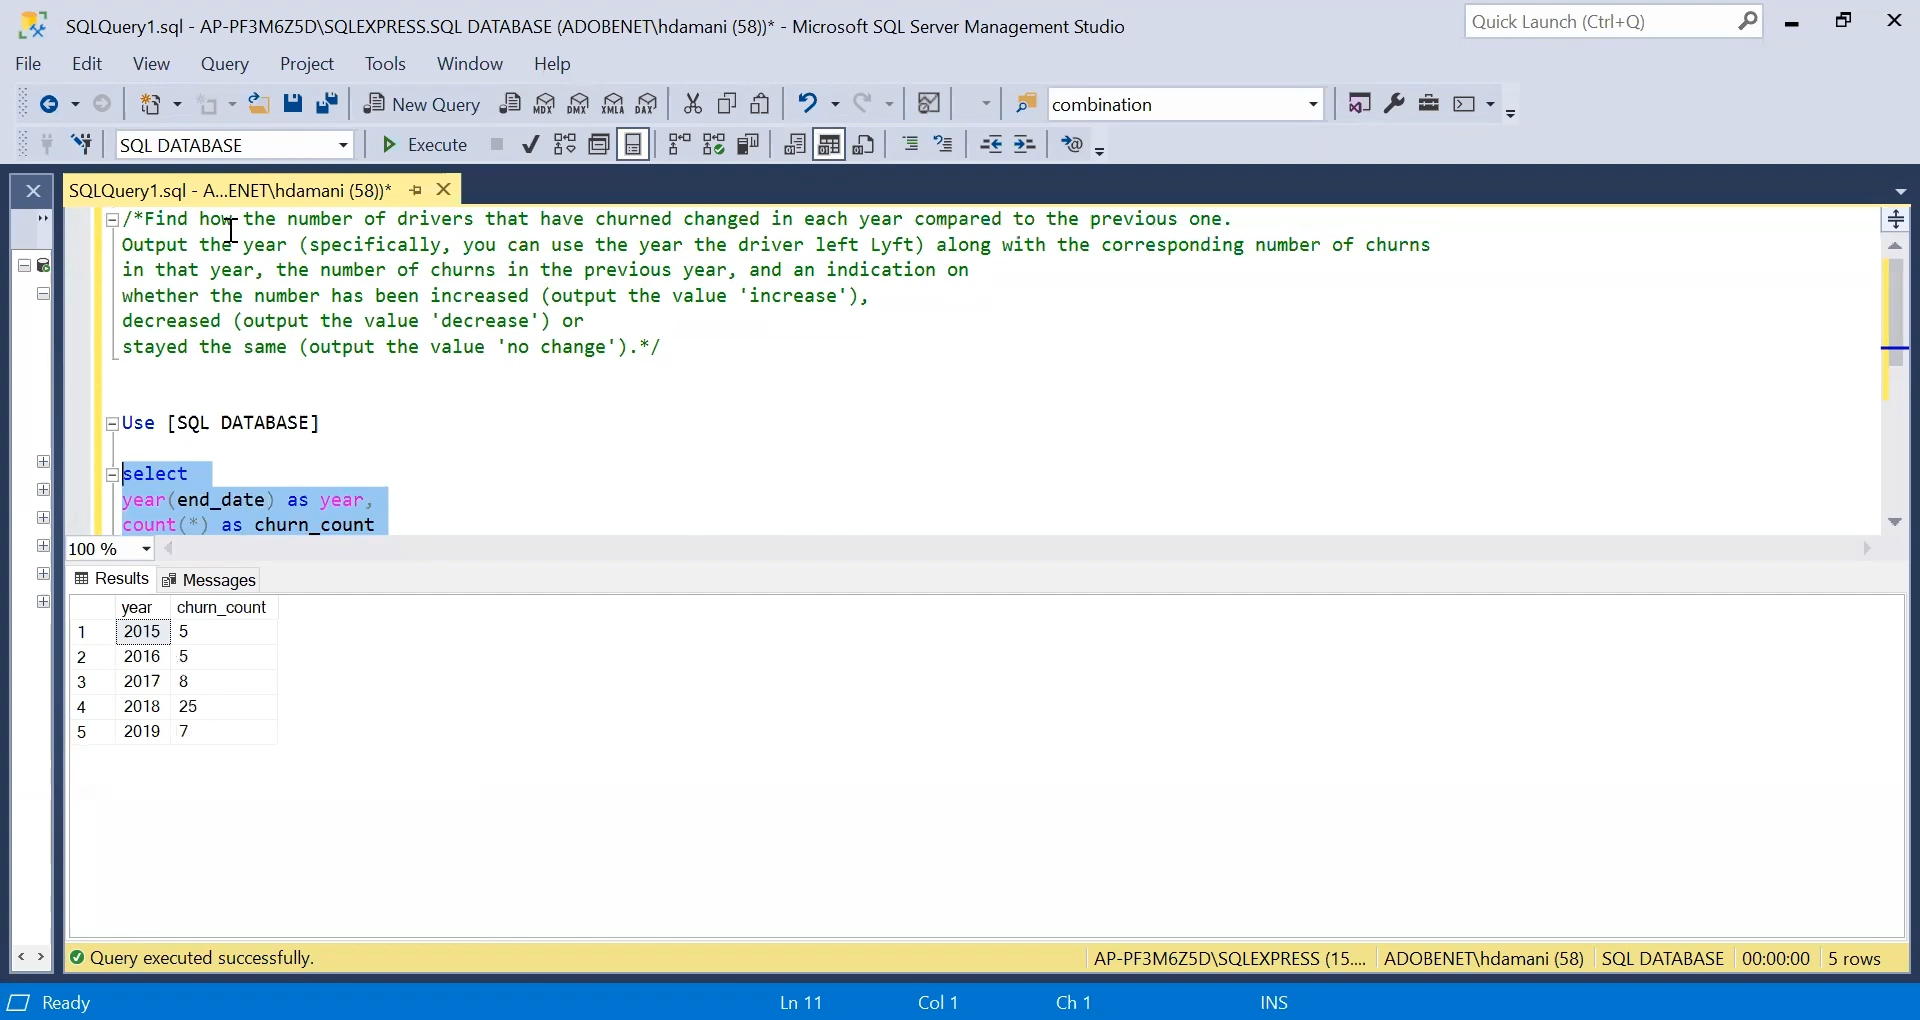 SQLQuery1.sql - AP-PF3M6Z5D\SQLEXPRESS.SQL DATABASE (ADOBENET\hdamani (58))* - Microsoft SQL Server Management Studio
Quick Launch (Ctrl+Q)
File Edit View Query Project Tools Window Help
New Query MDX DMX XMLA DAX combination
SQL DATABASE Execute
SQLQuery1.sql - A...ENET\hdamani (58))*
/*Find how the number of drivers that have churned changed in each year compared to the previous one.
Output the year (specifically, you can use the year the driver left Lyft) along with the corresponding number of churns
in that year, the number of churns in the previous year, and an indication on
whether the number has been increased (output the value 'increase'),
decreased (output the value 'decrease') or
stayed the same (output the value 'no change').*/
Use [SQL DATABASE]
select
year(end_date) as year,
count(*) as churn_count
100 %
Results Messages
year churn_count
1 2015 5
2 2016 5
3 2017 8
4 2018 25
5 2019 7
Query executed successfully. AP-PF3M6Z5D\SQLEXPRESS (15.... ADOBENET\hdamani (58) SQL DATABASE 00:00:00 5 rows
Ready Ln 11 Col 1 Ch 1 INS